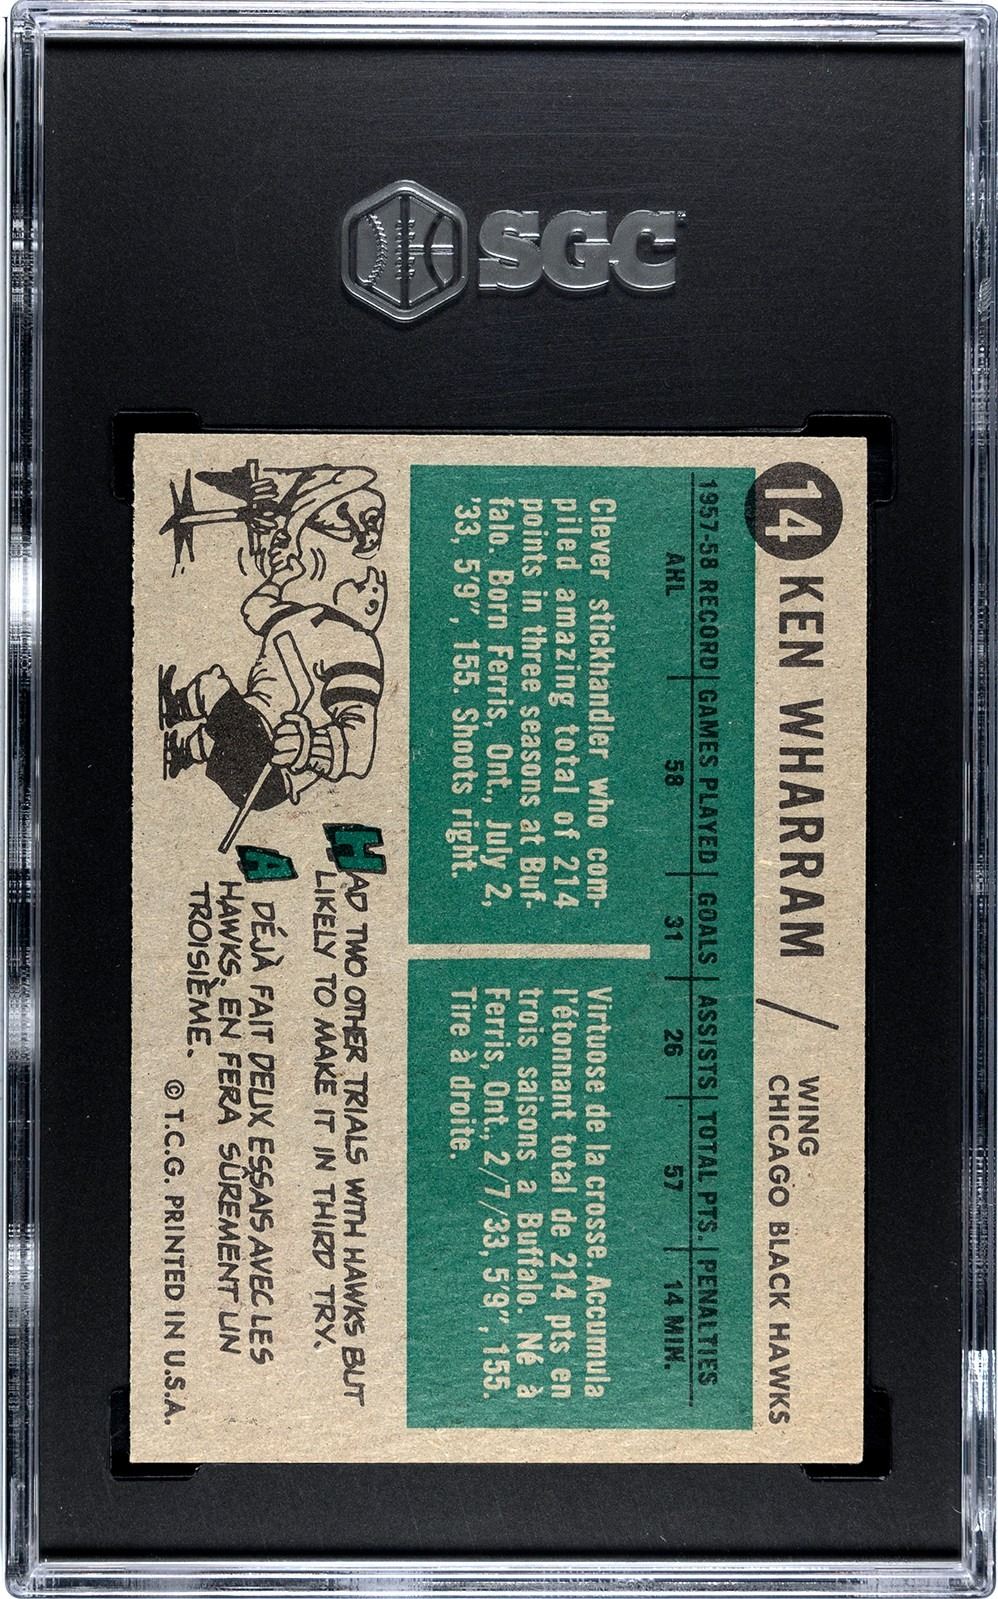 SGC
14 KEN WHARRAM / WING
CHICAGO BLACK HAWKS
1957-58 RECORD GAMES PLAYED GOALS ASSISTS TOTAL PTS. PENALTIES
AHL 58 31 26 57 14 MIN.
Clever stickhandler who com-
piled amazing total of 214
points in three seasons at Buf-
falo. Born Ferris, Ont., July 2,
'33, 5'9", 155. Shoots right.
Virtuose de la crosse. Accumula
l'étonnant total de 214 pts en
trois saisons a Buffalo. Né à
Ferris, Ont., 2/7/33, 5'9", 155.
Tire à droite.
HAD TWO OTHER TRIALS WITH HAWKS BUT
LIKELY TO MAKE IT IN THIRD TRY.
A DÉJÀ FAIT DEUX ESSAIS AVEC LES
HAWKS, EN FERA SÛREMENT UN
TROISIÈME.
© T.C.G. PRINTED IN U.S.A.